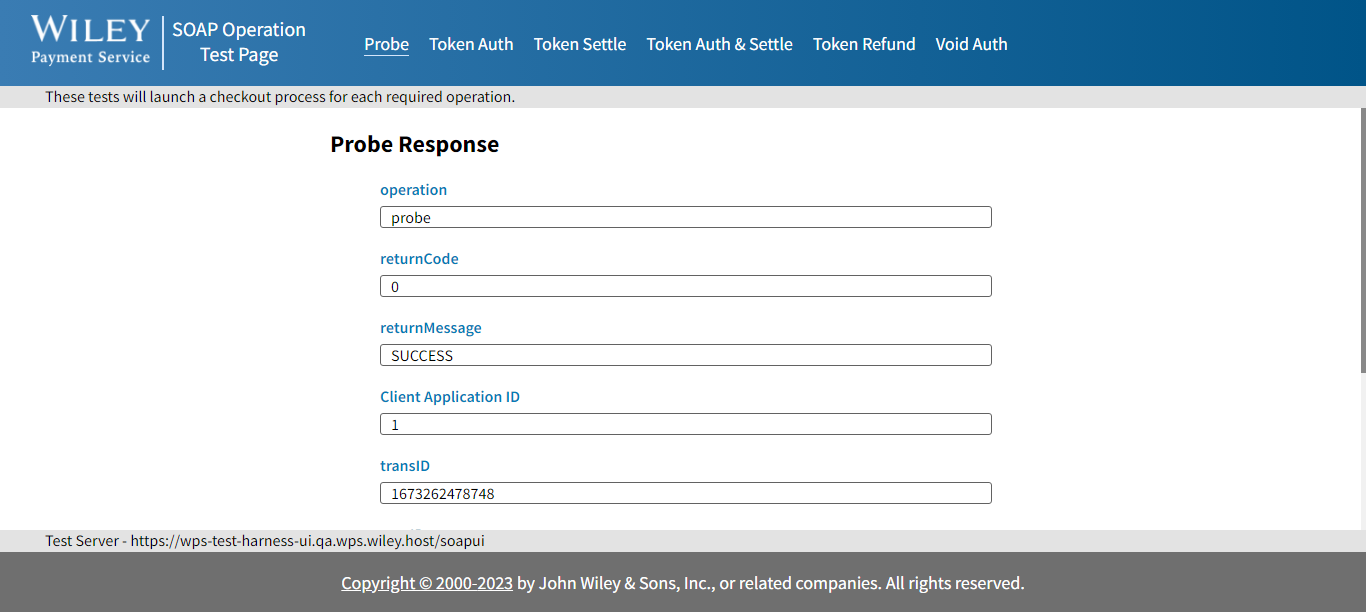 WILEY
Payment Service
SOAP Operation
Test Page
Probe Token Auth Token Settle Token Auth & Settle Token Refund Void Auth
These tests will launch a checkout process for each required operation.
Probe Response
operation
probe
returnCode
0
returnMessage
SUCCESS
Client Application ID
1
transID
1673262478748
Test Server - https://wps-test-harness-ui.qa.wps.wiley.host/soapui
Copyright © 2000-2023 by John Wiley & Sons, Inc., or related companies. All rights reserved.